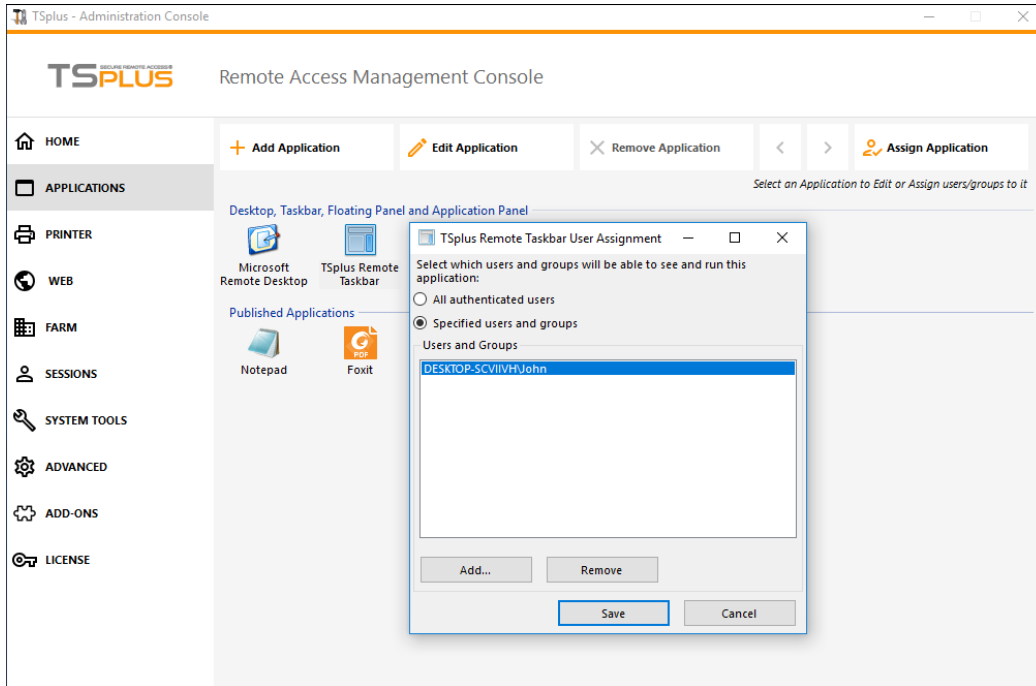 TSplus - Administration Console
TSPLUS
SECURE REMOTE ACCESS®
Remote Access Management Console
HOME
APPLICATIONS
PRINTER
WEB
FARM
SESSIONS
SYSTEM TOOLS
ADVANCED
ADD-ONS
LICENSE
Add Application
Edit Application
Remove Application
Assign Application
Select an Application to Edit or Assign users/groups to it
Desktop, Taskbar, Floating Panel and Application Panel
Microsoft
Remote Desktop
TSplus Remote
Taskbar
Published Applications
Notepad
PDF
Foxit
TSplus Remote Taskbar User Assignment
Select which users and groups will be able to see and run this
application:
All authenticated users
Specified users and groups
Users and Groups
DESKTOP-SCVIIVH\John
Add...
Remove
Save
Cancel